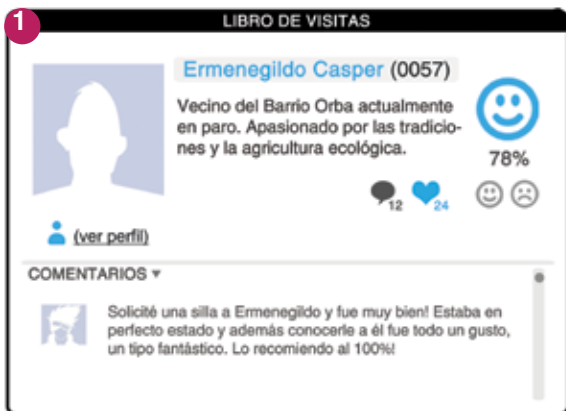 1
LIBRO DE VISITAS
Ermenegildo Casper (0057)
Vecino del Barrio Orba actualmente
en paro. Apasionado por las tradicio-
nes y la agricultura ecológica.
78%
12 24
(ver perfil)
COMENTARIOS
Solicité una silla a Ermenegildo y fue muy bien! Estaba en
perfecto estado y además conocerle a él fue todo un gusto,
un tipo fantástico. Lo recomiendo al 100%!